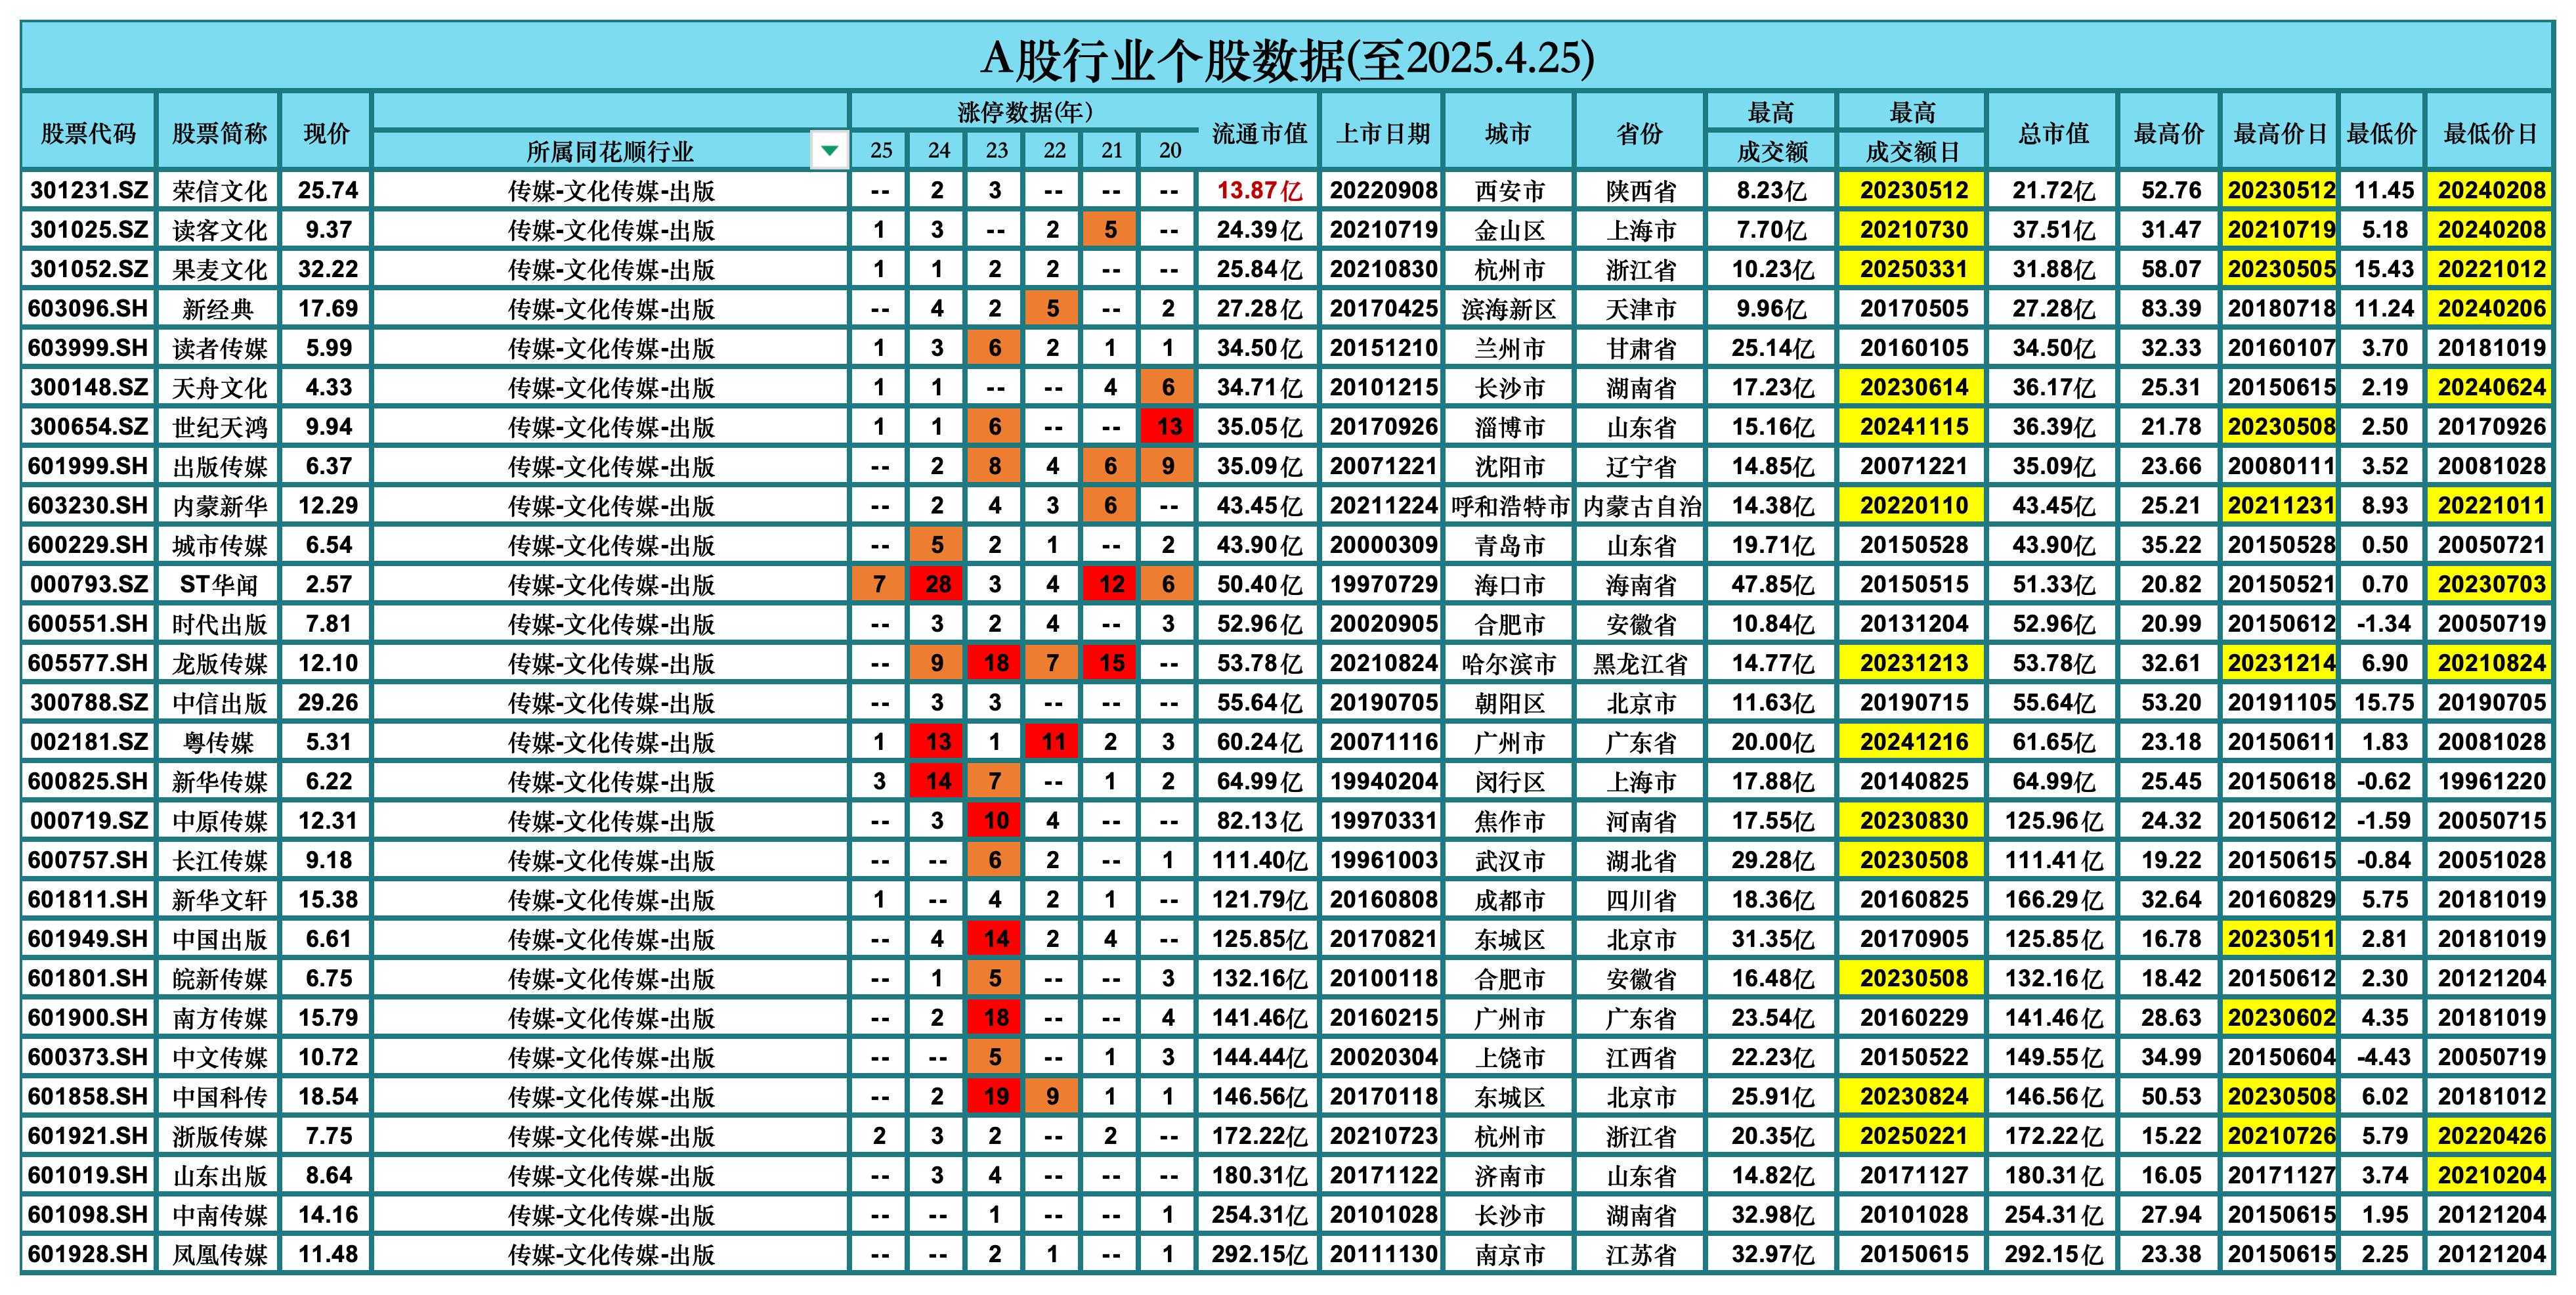 A股行业个股数据(至2025.4.25)
股票代码 股票简称 现价 所属同花顺行业 涨停数据(年) 25 24 23 22 21 20 流通市值 上市日期 城市 省份 最高成交额 最高成交额日 总市值 最高价 最高价日 最低价 最低价日
301231.SZ 荣信文化 25.74 传媒-文化传媒-出版 -- 2 3 -- -- -- 13.87亿 20220908 西安市 陕西省 8.23亿 20230512 21.72亿 52.76 20230512 11.45 20240208
301025.SZ 读客文化 9.37 传媒-文化传媒-出版 1 3 -- 2 5 -- 24.39亿 20210719 金山区 上海市 7.70亿 20210730 37.51亿 31.47 20210719 5.18 20240208
301052.SZ 果麦文化 32.22 传媒-文化传媒-出版 1 1 2 2 -- -- 25.84亿 20210830 杭州市 浙江省 10.23亿 20250331 31.88亿 58.07 20230505 15.43 20221012
603096.SH 新经典 17.69 传媒-文化传媒-出版 -- 4 2 5 -- 2 27.28亿 20170425 滨海新区 天津市 9.96亿 20170505 27.28亿 83.39 20180718 11.24 20240206
603999.SH 读者传媒 5.99 传媒-文化传媒-出版 1 3 6 2 1 1 34.50亿 20151210 兰州市 甘肃省 25.14亿 20160105 34.50亿 32.33 20160107 3.70 20181019
300148.SZ 天舟文化 4.33 传媒-文化传媒-出版 1 1 -- -- 4 6 34.71亿 20101215 长沙市 湖南省 17.23亿 20230614 36.17亿 25.31 20150615 2.19 20240624
300654.SZ 世纪天鸿 9.94 传媒-文化传媒-出版 1 1 6 -- -- 13 35.05亿 20170926 淄博市 山东省 15.16亿 20241115 36.39亿 21.78 20230508 2.50 20170926
601999.SH 出版传媒 6.37 传媒-文化传媒-出版 -- 2 8 4 6 9 35.09亿 20071221 沈阳市 辽宁省 14.85亿 20071221 35.09亿 23.66 20080111 3.52 20081028
603230.SH 内蒙新华 12.29 传媒-文化传媒-出版 -- 2 4 3 6 -- 43.45亿 20211224 呼和浩特市 内蒙古自治 14.38亿 20220110 43.45亿 25.21 20211231 8.93 20221011
600229.SH 城市传媒 6.54 传媒-文化传媒-出版 -- 5 2 1 -- 2 43.90亿 20000309 青岛市 山东省 19.71亿 20150528 43.90亿 35.22 20150528 0.50 20050721
000793.SZ ST华闻 2.57 传媒-文化传媒-出版 7 28 3 4 12 6 50.40亿 19970729 海口市 海南省 47.85亿 20150515 51.33亿 20.82 20150521 0.70 20230703
600551.SH 时代出版 7.81 传媒-文化传媒-出版 -- 3 2 4 -- 3 52.96亿 20020905 合肥市 安徽省 10.84亿 20131204 52.96亿 20.99 20150612 -1.34 20050719
605577.SH 龙版传媒 12.10 传媒-文化传媒-出版 -- 9 18 7 15 -- 53.78亿 20210824 哈尔滨市 黑龙江省 14.77亿 20231213 53.78亿 32.61 20231214 6.90 20210824
300788.SZ 中信出版 29.26 传媒-文化传媒-出版 -- 3 3 -- -- -- 55.64亿 20190705 朝阳区 北京市 11.63亿 20190715 55.64亿 53.20 20191105 15.75 20190705
002181.SZ 粤传媒 5.31 传媒-文化传媒-出版 1 13 1 11 2 3 60.24亿 20071116 广州市 广东省 20.00亿 20241216 61.65亿 23.18 20150611 1.83 20081028
600825.SH 新华传媒 6.22 传媒-文化传媒-出版 3 14 7 -- 1 2 64.99亿 19940204 闵行区 上海市 17.88亿 20140825 64.99亿 25.45 20150618 -0.62 19961220
000719.SZ 中原传媒 12.31 传媒-文化传媒-出版 -- 3 10 4 -- -- 82.13亿 19970331 焦作市 河南省 17.55亿 20230830 125.96亿 24.32 20150612 -1.59 20050715
600757.SH 长江传媒 9.18 传媒-文化传媒-出版 -- -- 6 2 -- 1 111.40亿 19961003 武汉市 湖北省 29.28亿 20230508 111.41亿 19.22 20150615 -0.84 20051028
601811.SH 新华文轩 15.38 传媒-文化传媒-出版 1 -- 4 2 1 -- 121.79亿 20160808 成都市 四川省 18.36亿 20160825 166.29亿 32.64 20160829 5.75 20181019
601949.SH 中国出版 6.61 传媒-文化传媒-出版 -- 4 14 2 4 -- 125.85亿 20170821 东城区 北京市 31.35亿 20170905 125.85亿 16.78 20230511 2.81 20181019
601801.SH 皖新传媒 6.75 传媒-文化传媒-出版 -- 1 5 -- -- 3 132.16亿 20100118 合肥市 安徽省 16.48亿 20230508 132.16亿 18.42 20150612 2.30 20121204
601900.SH 南方传媒 15.79 传媒-文化传媒-出版 -- 2 18 -- -- 4 141.46亿 20160215 广州市 广东省 23.54亿 20160229 141.46亿 28.63 20230602 4.35 20181019
600373.SH 中文传媒 10.72 传媒-文化传媒-出版 -- -- 5 -- 1 3 144.44亿 20020304 上饶市 江西省 22.23亿 20150522 149.55亿 34.99 20150604 -4.43 20050719
601858.SH 中国科传 18.54 传媒-文化传媒-出版 -- 2 19 9 1 1 146.56亿 20170118 东城区 北京市 25.91亿 20230824 146.56亿 50.53 20230508 6.02 20181012
601921.SH 浙版传媒 7.75 传媒-文化传媒-出版 2 3 2 -- 2 -- 172.22亿 20210723 杭州市 浙江省 20.35亿 20250221 172.22亿 15.22 20210726 5.79 20220426
601019.SH 山东出版 8.64 传媒-文化传媒-出版 -- 3 4 -- -- -- 180.31亿 20171122 济南市 山东省 14.82亿 20171127 180.31亿 16.05 20171127 3.74 20210204
601098.SH 中南传媒 14.16 传媒-文化传媒-出版 -- -- 1 -- -- 1 254.31亿 20101028 长沙市 湖南省 32.98亿 20101028 254.31亿 27.94 20150615 1.95 20121204
601928.SH 凤凰传媒 11.48 传媒-文化传媒-出版 -- -- 2 1 -- 1 292.15亿 20111130 南京市 江苏省 32.97亿 20150615 292.15亿 23.38 20150615 2.25 20121204